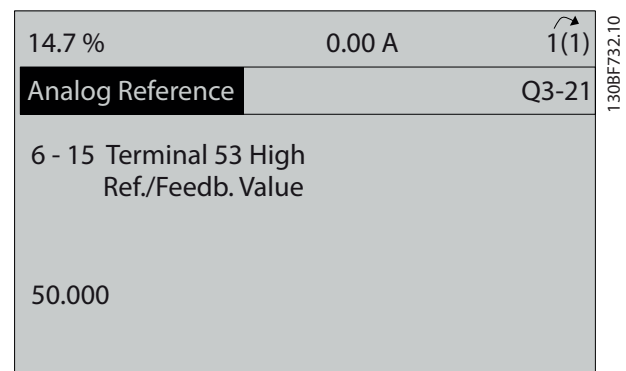 14.7 % 0.00 A 1(1)
Analog Reference Q3-21
6 - 15 Terminal 53 High
Ref./Feedb. Value
50.000
130BF732.10